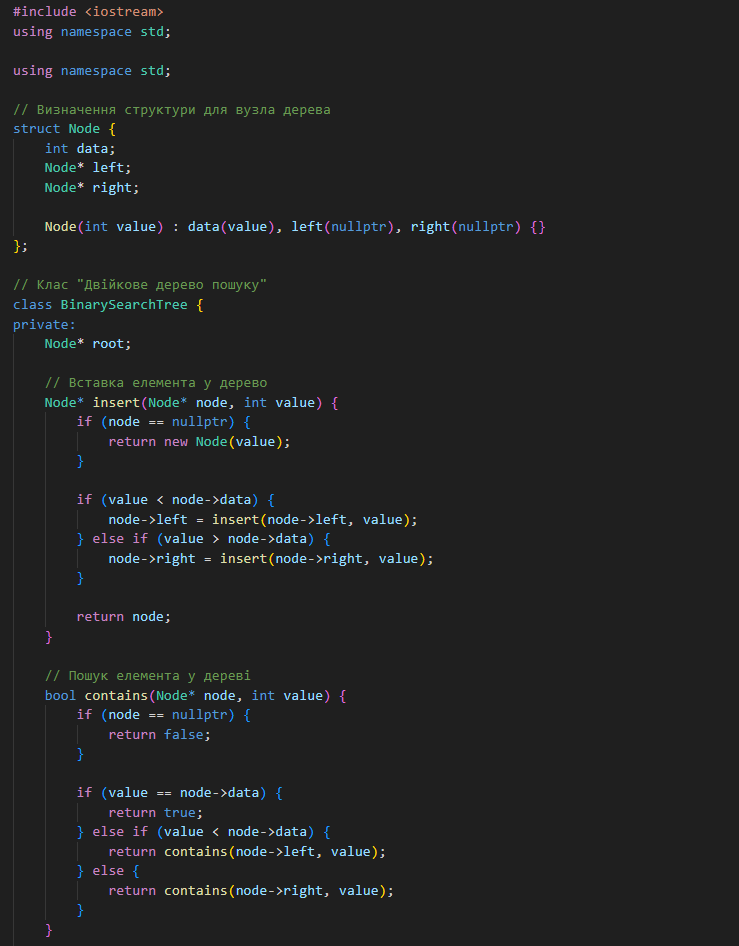 #include <iostream>
using namespace std;
using namespace std;
// Визначення структури для вузла дерева
struct Node {
int data;
Node* left;
Node* right;
Node(int value) : data(value), left(nullptr), right(nullptr) {}
};
// Клас "Двійкове дерево пошуку"
class BinarySearchTree {
private:
Node* root;
// Вставка елемента у дерево
Node* insert(Node* node, int value) {
if (node == nullptr) {
return new Node(value);
}
if (value < node->data) {
node->left = insert(node->left, value);
} else if (value > node->data) {
node->right = insert(node->right, value);
}
return node;
}
// Пошук елемента у дереві
bool contains(Node* node, int value) {
if (node == nullptr) {
return false;
}
if (value == node->data) {
return true;
} else if (value < node->data) {
return contains(node->left, value);
} else {
return contains(node->right, value);
}
}